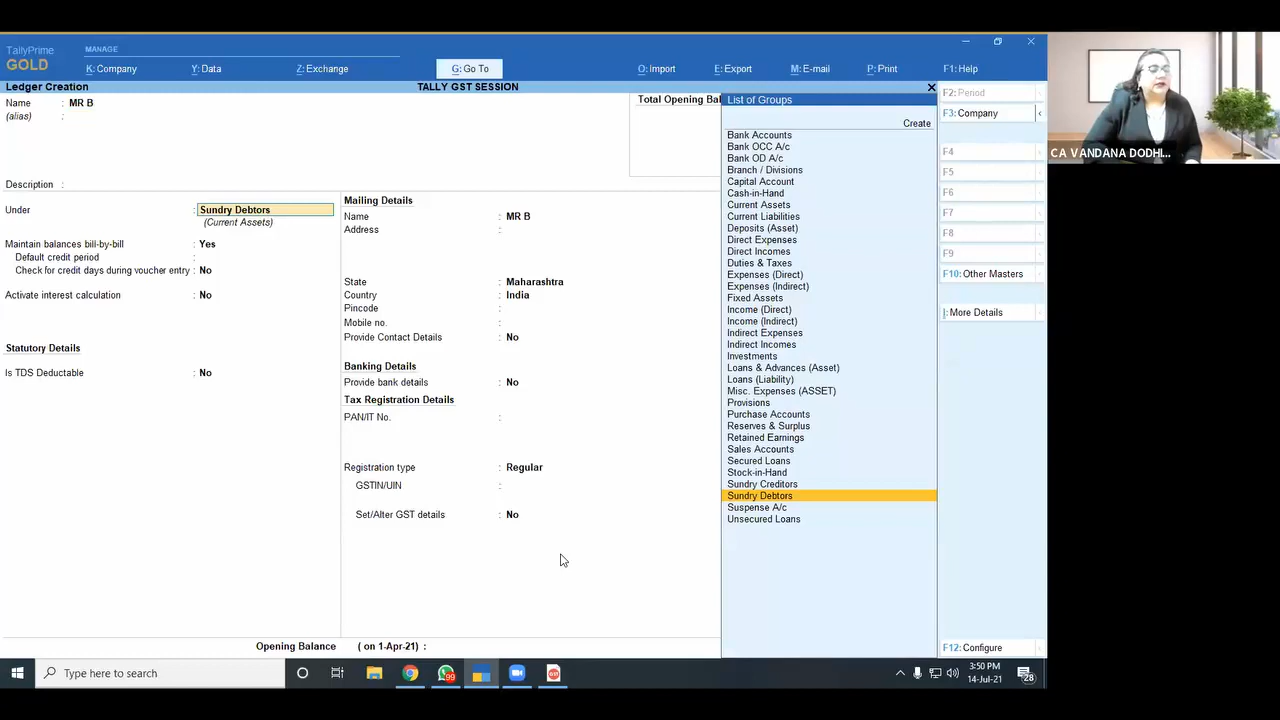 TallyPrime
GOLD
MANAGE
K: Company
Y: Data
Z: Exchange
G: Go To
O: Import
E: Export
M: E-mail
P: Print
F1: Help
Ledger Creation
TALLY GST SESSION
Name : MR B
(alias) :
Total Opening Bal
Description :
Under : Sundry Debtors
(Current Assets)
Maintain balances bill-by-bill : Yes
Default credit period :
Check for credit days during voucher entry : No
Activate interest calculation : No
Statutory Details
Is TDS Deductable : No
Mailing Details
Name : MR B
Address :
State : Maharashtra
Country : India
Pincode :
Mobile no. :
Provide Contact Details : No
Banking Details
Provide bank details : No
Tax Registration Details
PAN/IT No. :
Registration type : Regular
GSTIN/UIN :
Set/Alter GST details : No
Opening Balance ( on 1-Apr-21) :
List of Groups
Create
Bank Accounts
Bank OCC A/c
Bank OD A/c
Branch / Divisions
Capital Account
Cash-in-Hand
Current Assets
Current Liabilities
Deposits (Asset)
Direct Expenses
Direct Incomes
Duties & Taxes
Expenses (Direct)
Expenses (Indirect)
Fixed Assets
Income (Direct)
Income (Indirect)
Indirect Expenses
Indirect Incomes
Investments
Loans & Advances (Asset)
Loans (Liability)
Misc. Expenses (ASSET)
Provisions
Purchase Accounts
Reserves & Surplus
Retained Earnings
Sales Accounts
Secured Loans
Stock-in-Hand
Sundry Creditors
Sundry Debtors
Suspense A/c
Unsecured Loans
F2: Period
F3: Company
F4
F5
F6
F7
F8
F9
F10: Other Masters
I: More Details
F12: Configure
CA VANDANA DODHI...
Type here to search
99
3:50 PM
14-Jul-21
28